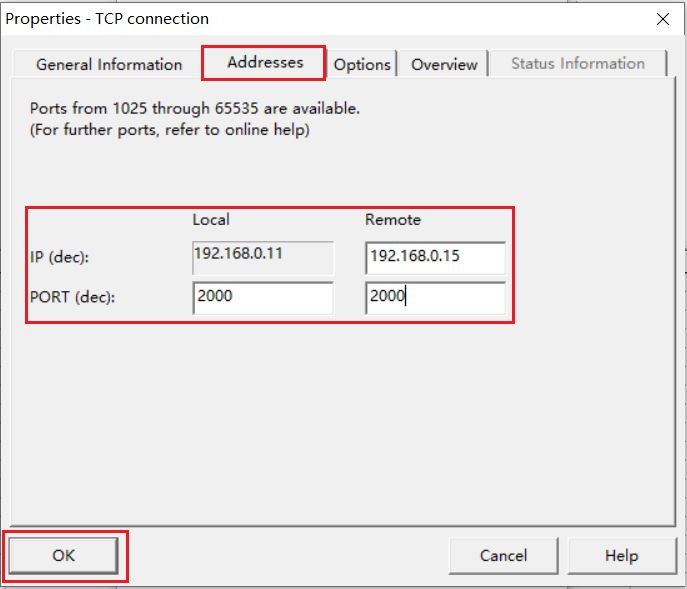 Properties - TCP connection
General Information Addresses Options Overview Status Information
Ports from 1025 through 65535 are available.
(For further ports, refer to online help)
Local Remote
IP (dec): 192.168.0.11 192.168.0.15
PORT (dec): 2000 2000
OK Cancel Help